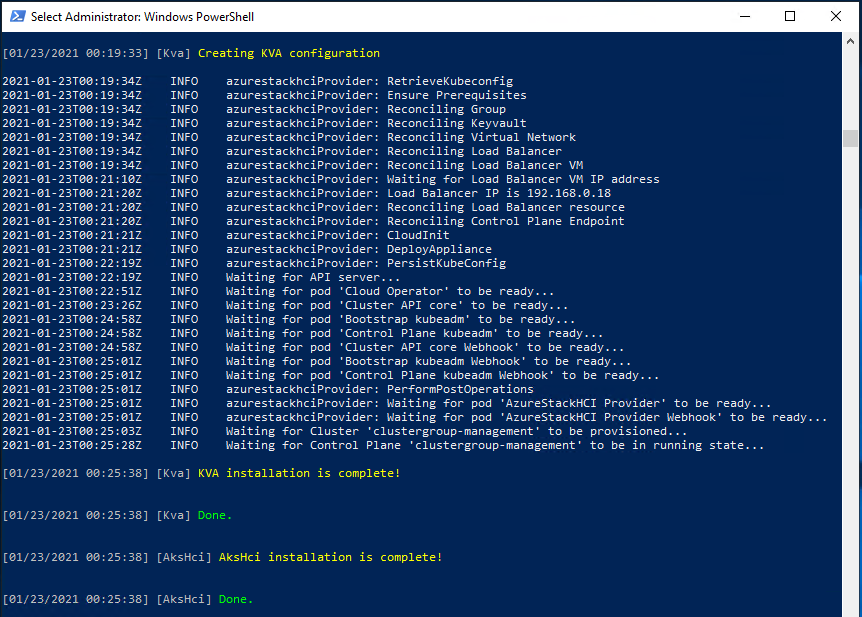 Select Administrator: Windows PowerShell
[01/23/2021 00:19:33] [Kva] Creating KVA configuration
2021-01-23T00:19:34Z    INFO    azurestackhciProvider: RetrieveKubeconfig
2021-01-23T00:19:34Z    INFO    azurestackhciProvider: Ensure Prerequisites
2021-01-23T00:19:34Z    INFO    azurestackhciProvider: Reconciling Group
2021-01-23T00:19:34Z    INFO    azurestackhciProvider: Reconciling Keyvault
2021-01-23T00:19:34Z    INFO    azurestackhciProvider: Reconciling Virtual Network
2021-01-23T00:19:34Z    INFO    azurestackhciProvider: Reconciling Load Balancer
2021-01-23T00:19:34Z    INFO    azurestackhciProvider: Reconciling Load Balancer VM
2021-01-23T00:21:10Z    INFO    azurestackhciProvider: Waiting for Load Balancer VM IP address
2021-01-23T00:21:20Z    INFO    azurestackhciProvider: Load Balancer IP is 192.168.0.18
2021-01-23T00:21:20Z    INFO    azurestackhciProvider: Reconciling Load Balancer resource
2021-01-23T00:21:20Z    INFO    azurestackhciProvider: Reconciling Control Plane Endpoint
2021-01-23T00:21:21Z    INFO    azurestackhciProvider: CloudInit
2021-01-23T00:21:21Z    INFO    azurestackhciProvider: DeployAppliance
2021-01-23T00:22:19Z    INFO    azurestackhciProvider: PersistKubeConfig
2021-01-23T00:22:19Z    INFO    Waiting for API server...
2021-01-23T00:22:51Z    INFO    Waiting for pod 'Cloud Operator' to be ready...
2021-01-23T00:23:26Z    INFO    Waiting for pod 'Cluster API core' to be ready...
2021-01-23T00:24:58Z    INFO    Waiting for pod 'Bootstrap kubeadm' to be ready...
2021-01-23T00:24:58Z    INFO    Waiting for pod 'Control Plane kubeadm' to be ready...
2021-01-23T00:24:58Z    INFO    Waiting for pod 'Cluster API core Webhook' to be ready...
2021-01-23T00:25:01Z    INFO    Waiting for pod 'Bootstrap kubeadm Webhook' to be ready...
2021-01-23T00:25:01Z    INFO    Waiting for pod 'Control Plane kubeadm Webhook' to be ready...
2021-01-23T00:25:01Z    INFO    azurestackhciProvider: PerformPostOperations
2021-01-23T00:25:01Z    INFO    azurestackhciProvider: Waiting for pod 'AzureStackHCI Provider' to be ready...
2021-01-23T00:25:01Z    INFO    azurestackhciProvider: Waiting for pod 'AzureStackHCI Provider Webhook' to be ready...
2021-01-23T00:25:03Z    INFO    Waiting for Cluster 'clustergroup-management' to be provisioned...
2021-01-23T00:25:28Z    INFO    Waiting for Control Plane 'clustergroup-management' to be in running state...
[01/23/2021 00:25:38] [Kva] KVA installation is complete!
[01/23/2021 00:25:38] [Kva] Done.
[01/23/2021 00:25:38] [AksHci] AksHci installation is complete!
[01/23/2021 00:25:38] [AksHci] Done.